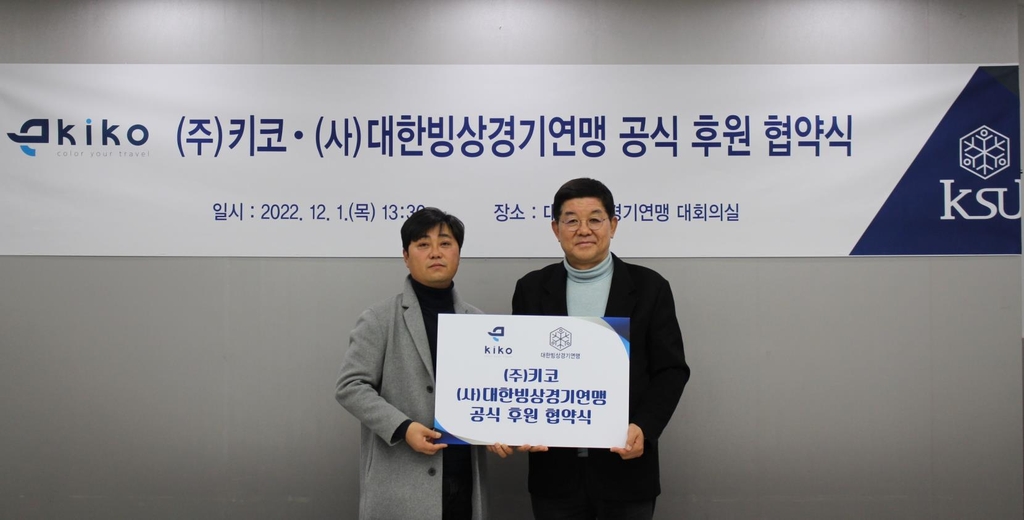 kiko
color your travel
(주)키코·(사)대한빙상경기연맹 공식 후원 협약식
일시 : 2022. 12. 1.(목) 13:30
장소 : 경기연맹 대회의실
ksu
kiko
대한빙상경기연맹
(주)키코
(사)대한빙상경기연맹
공식 후원 협약식